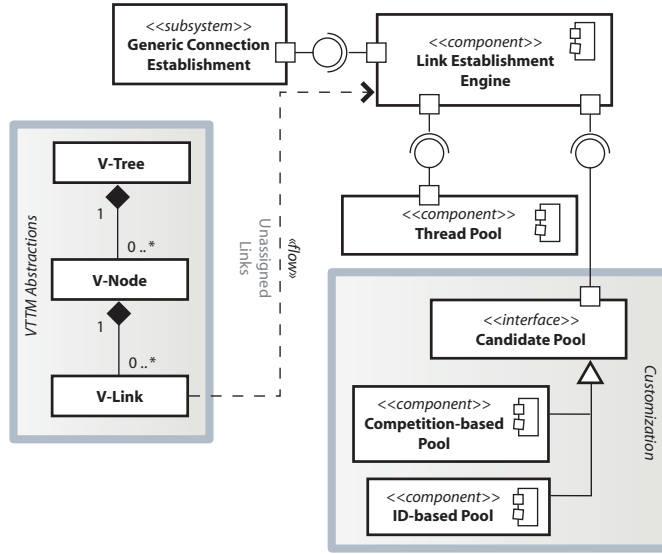 <<subsystem>>
Generic Connection
Establishment
<<component>>
Link Establishment
Engine
VTTM Abstractions
V-Tree
1
0 .. *
V-Node
1
0 .. *
V-Link
Unassigned
Links
«flow»
<<component>>
Thread Pool
<<interface>>
Candidate Pool
Customization
<<component>>
Competition-based
Pool
<<component>>
ID-based Pool